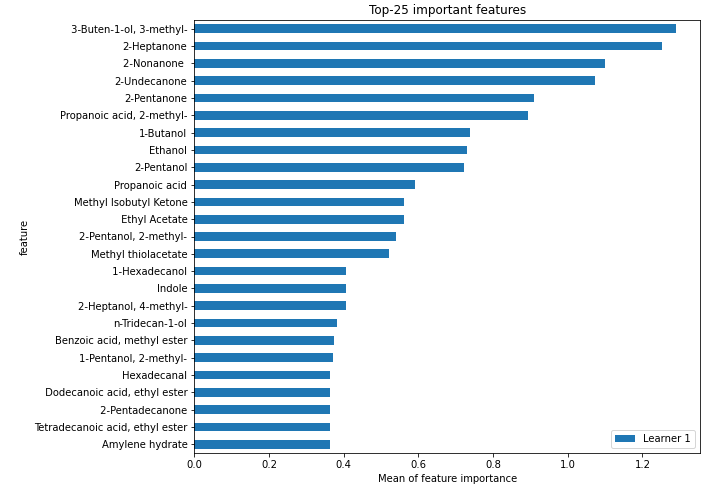 Top-25 important features
3-Buten-1-ol, 3-methyl-
2-Heptanone
2-Nonanone
2-Undecanone
2-Pentanone
Propanoic acid, 2-methyl-
1-Butanol
Ethanol
2-Pentanol
Propanoic acid
Methyl Isobutyl Ketone
Ethyl Acetate
2-Pentanol, 2-methyl-
Methyl thiolacetate
1-Hexadecanol
Indole
2-Heptanol, 4-methyl-
n-Tridecan-1-ol
Benzoic acid, methyl ester
1-Pentanol, 2-methyl-
Hexadecanal
Dodecanoic acid, ethyl ester
2-Pentadecanone
Tetradecanoic acid, ethyl ester
Amylene hydrate
feature
Learner 1
0.0 0.2 0.4 0.6 0.8 1.0 1.2
Mean of feature importance